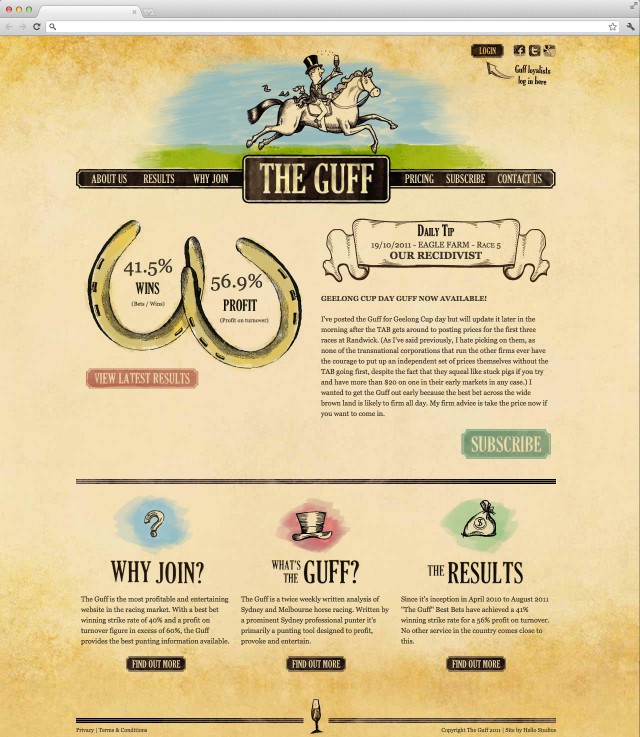 LOGIN
Guff loyalists
log in here
ABOUT US
RESULTS
WHY JOIN
THE GUFF
PRICING
SUBSCRIBE
CONTACT US
41.5%
WINS
(Bets / Wins)
56.9%
PROFIT
(Profit on turnover)
VIEW LATEST RESULTS
DAILY TIP
19/10/2011 - EAGLE FARM - RACE 5
OUR RECIDIVIST
GEELONG CUP DAY GUFF NOW AVAILABLE!
I've posted the Guff for Geelong Cup day but will update it later in the
morning after the TAB gets around to posting prices for the first three
races at Randwick. (As I've said previously, I hate picking on them, as
none of the transnational corporations that run the other firms ever have
the courage to put up an independent set of prices themselves without the
TAB going first, despite the fact that they squeal like stuck pigs if you try
and have more than $20 on one in their early markets in any case.) I
wanted to get the Guff out early because the best bet across the wide
brown land is likely to firm all day. My firm advice is take the price now if
you want to come in.
SUBSCRIBE
WHY JOIN?
The Guff is the most profitable and entertaining
website in the racing market. With a best bet
winning strike rate of 40% and a profit on
turnover figure in excess of 60%, the Guff
provides the best punting information available.
FIND OUT MORE
WHAT'S
THE GUFF?
The Guff is a twice weekly written analysis of
Sydney and Melbourne horse racing. Written by
a prominent Sydney professional punter it's
primarily a punting tool designed to profit,
provoke and entertain.
FIND OUT MORE
THE RESULTS
Since it's inception in April 2010 to August 2011
"The Guff" Best Bets have achieved a 41%
winning strike rate for a 56% profit on turnover.
No other service in the country comes close to
this.
FIND OUT MORE
Privacy | Terms & Conditions
Copyright The Guff 2011 | Site by Hello Studios